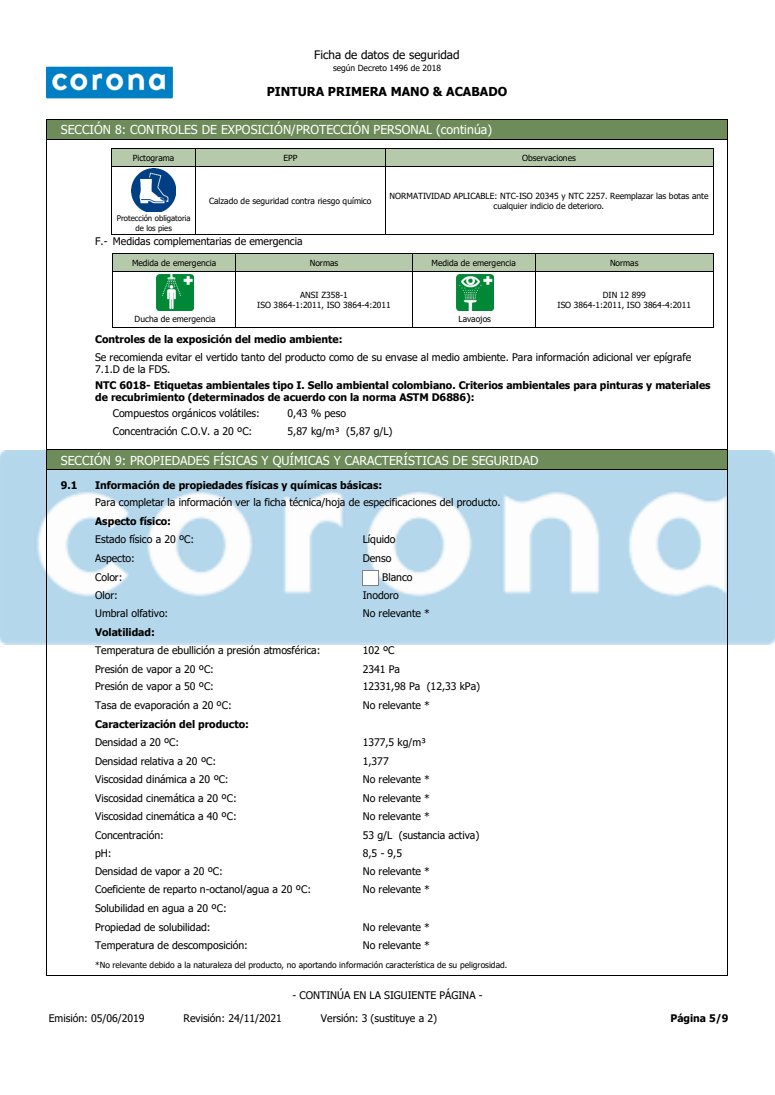 Ficha de datos de seguridad
según Decreto 1496 de 2018
corona
PINTURA PRIMERA MANO & ACABADO
SECCIÓN 8: CONTROLES DE EXPOSICIÓN/PROTECCIÓN PERSONAL (continúa)
Pictograma EPP Observaciones
Protección obligatoria
de los pies
Calzado de seguridad contra riesgo químico
NORMATIVIDAD APLICABLE: NTC-ISO 20345 y NTC 2257. Reemplazar las botas ante
cualquier indicio de deterioro.
F.- Medidas complementarias de emergencia
Medida de emergencia Normas Medida de emergencia Normas
Ducha de emergencia
ANSI Z358-1
ISO 3864-1:2011, ISO 3864-4:2011
Lavaojos
DIN 12 899
ISO 3864-1:2011, ISO 3864-4:2011
Controles de la exposición del medio ambiente:
Se recomienda evitar el vertido tanto del producto como de su envase al medio ambiente. Para información adicional ver epígrafe
7.1.D de la FDS.
NTC 6018- Etiquetas ambientales tipo I. Sello ambiental colombiano. Criterios ambientales para pinturas y materiales
de recubrimiento (determinados de acuerdo con la norma ASTM D6886):
Compuestos orgánicos volátiles: 0,43 % peso
Concentración C.O.V. a 20 ºC: 5,87 kg/m³ (5,87 g/L)
SECCIÓN 9: PROPIEDADES FÍSICAS Y QUÍMICAS Y CARACTERÍSTICAS DE SEGURIDAD
corona
9.1 Información de propiedades físicas y químicas básicas:
Para completar la información ver la ficha técnica/hoja de especificaciones del producto.
Aspecto físico:
Estado físico a 20 ºC: Líquido
Aspecto: Denso
Color: Blanco
Olor: Inodoro
Umbral olfativo: No relevante *
Volatilidad:
Temperatura de ebullición a presión atmosférica: 102 ºC
Presión de vapor a 20 ºC: 2341 Pa
Presión de vapor a 50 ºC: 12331,98 Pa (12,33 kPa)
Tasa de evaporación a 20 ºC: No relevante *
Caracterización del producto:
Densidad a 20 ºC: 1377,5 kg/m³
Densidad relativa a 20 ºC: 1,377
Viscosidad dinámica a 20 ºC: No relevante *
Viscosidad cinemática a 20 ºC: No relevante *
Viscosidad cinemática a 40 ºC: No relevante *
Concentración: 53 g/L (sustancia activa)
pH: 8,5 - 9,5
Densidad de vapor a 20 ºC: No relevante *
Coeficiente de reparto n-octanol/agua a 20 ºC: No relevante *
Solubilidad en agua a 20 ºC:
Propiedad de solubilidad: No relevante *
Temperatura de descomposición: No relevante *
*No relevante debido a la naturaleza del producto, no aportando información característica de su peligrosidad.
- CONTINÚA EN LA SIGUIENTE PÁGINA -
Emisión: 05/06/2019 Revisión: 24/11/2021 Versión: 3 (sustituye a 2) Página 5/9